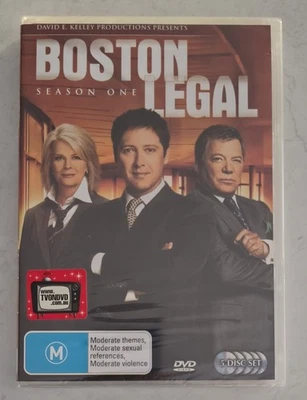 DAVID E. KELLEY PRODUCTIONS PRESENTS
BOSTON
SEASON ONE
LEGAL
WWW.
TVONDVD
.com.au
M
Moderate themes,
Moderate sexual
references,
Moderate violence
DVD
5 DISC SET